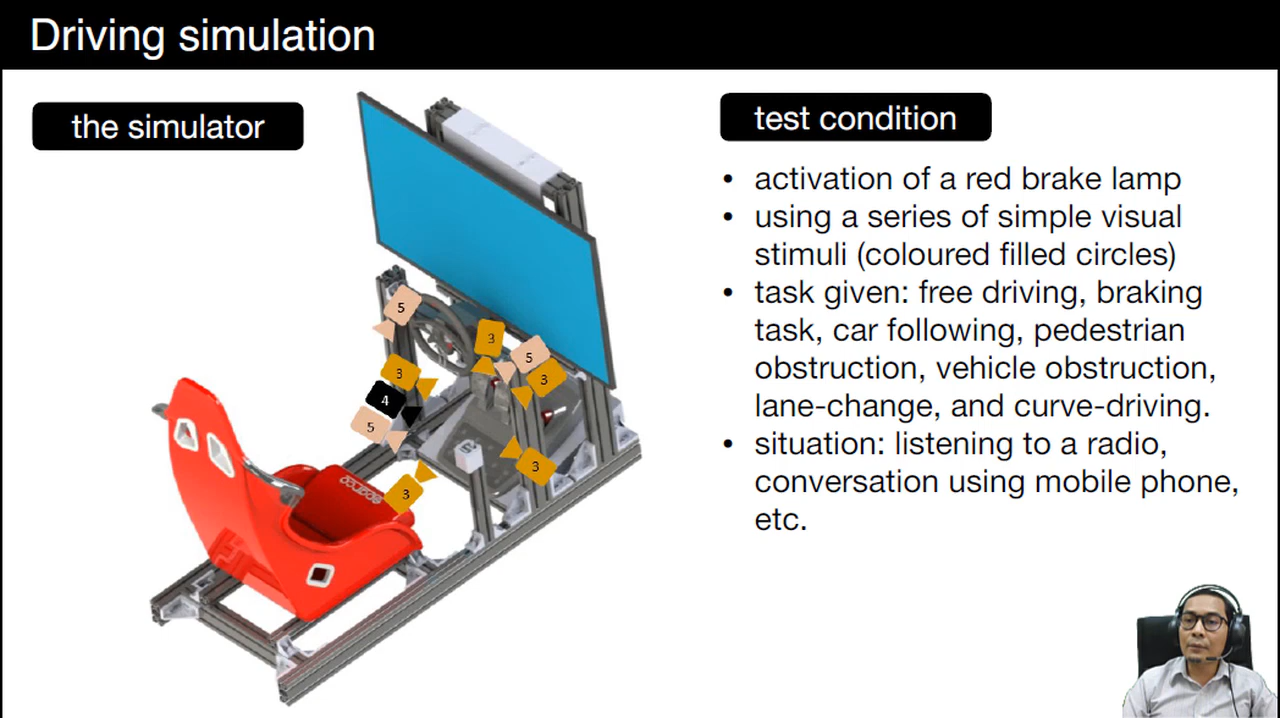 Driving simulation
the simulator
test condition
• activation of a red brake lamp
• using a series of simple visual
stimuli (coloured filled circles)
• task given: free driving, braking
task, car following, pedestrian
obstruction, vehicle obstruction,
lane-change, and curve-driving.
• situation: listening to a radio,
conversation using mobile phone,
etc.
5
3
5
3
3
4
5
3
3
sparco